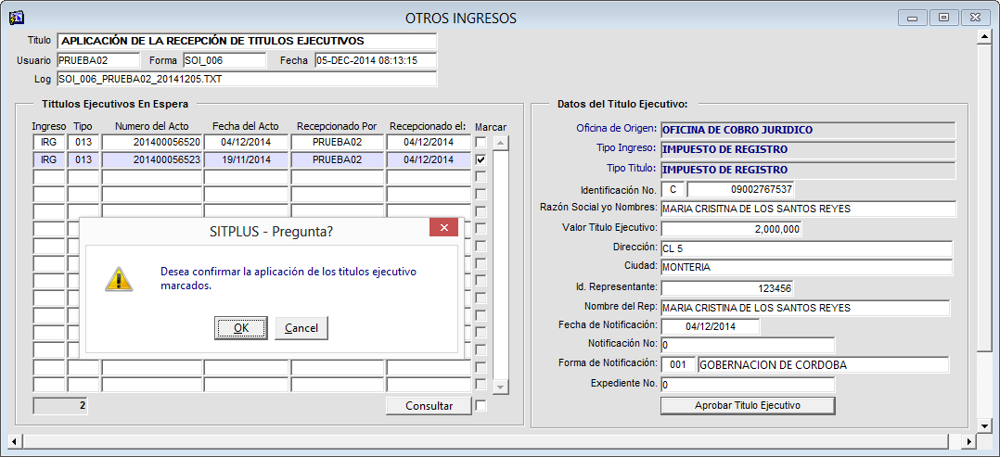 OTROS INGRESOS
Titulo APLICACIÓN DE LA RECEPCIÓN DE TITULOS EJECUTIVOS
Usuario PRUEBA02 Forma SOI_006 Fecha 05-DEC-2014 08:13:15
Log SOI_006_PRUEBA02_20141205.TXT
Títtulos Ejecutivos En Espera
Ingreso Tipo Numero del Acto Fecha del Acto Recepcionado Por Recepcionado el: Marcar
IRG 013 201400056520 04/12/2014 PRUEBA02 04/12/2014
IRG 013 201400056523 19/11/2014 PRUEBA02 04/12/2014
SITPLUS - Pregunta?
Desea confirmar la aplicación de los titulos ejecutivo
marcados.
OK Cancel
2 Consultar
Datos del Titulo Ejecutivo:
Oficina de Origen: OFICINA DE COBRO JURIDICO
Tipo Ingreso: IMPUESTO DE REGISTRO
Tipo Titulo: IMPUESTO DE REGISTRO
Identificación No. C 09002767537
Razón Social yo Nombres: MARIA CRISITNA DE LOS SANTOS REYES
Valor Titulo Ejecutivo: 2,000,000
Dirección: CL 5
Ciudad: MONTERIA
Id. Representante: 123456
Nombre del Rep: MARIA CRISTINA DE LOS SANTOS REYES
Fecha de Notificación: 04/12/2014
Notificación No: 0
Forma de Notificación: 001 GOBERNACION DE CORDOBA
Expediente No. 0
Aprobar Titulo Ejecutivo